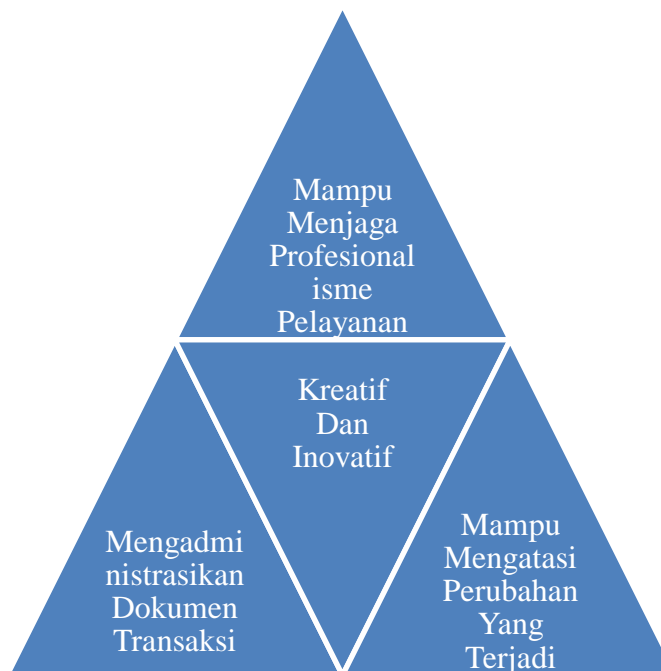 Mampu
Menjaga
Profesional
isme
Pelayanan
Kreatif
Dan
Inovatif
Mengadmi
nistrasikan
Dokumen
Transaksi
Mampu
Mengatasi
Perubahan
Yang
Terjadi